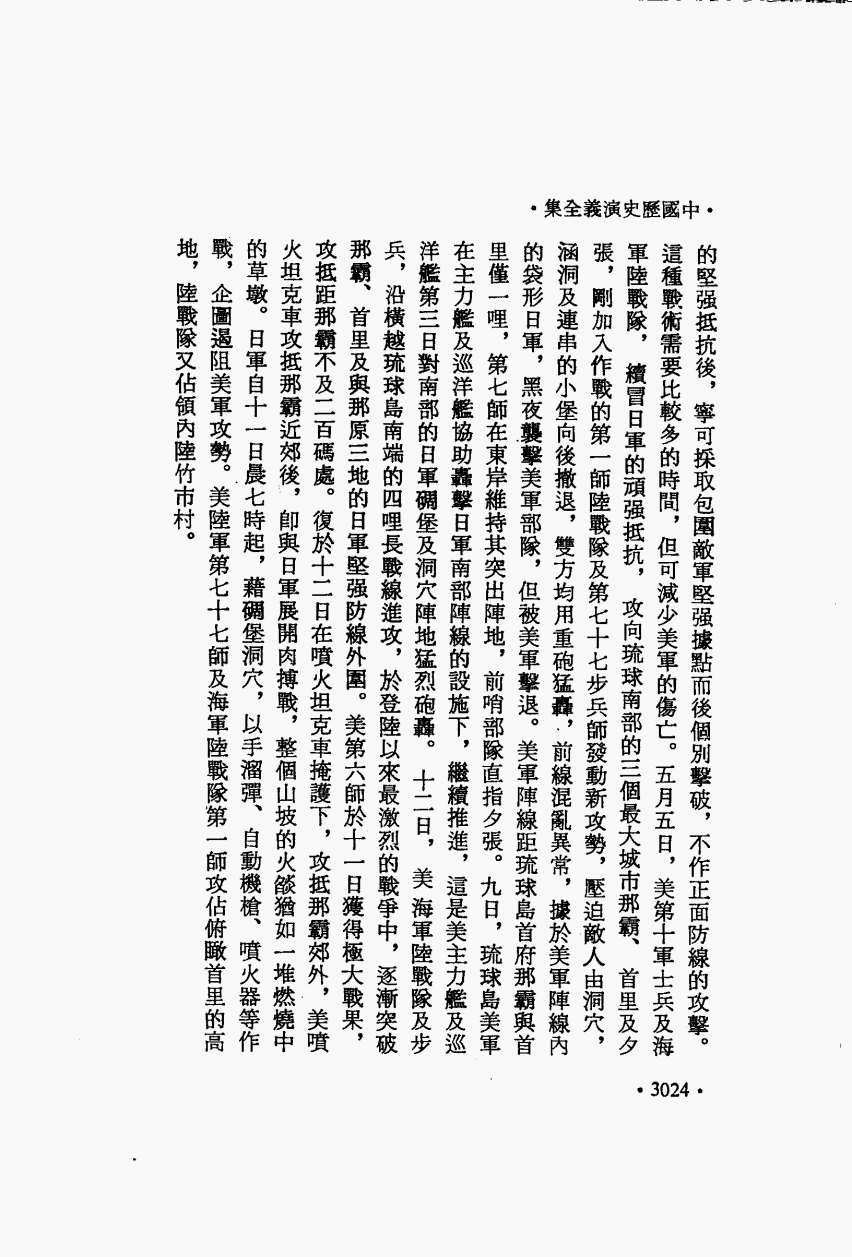 •中國歷史演義全集•
的堅强抵抗後，寧可採取包圍敵軍堅强據點而後個別擊破，不作正面防線的攻擊。
這種戰術需要比較多的時間，但可減少美軍的傷亡。五月五日，美第十軍士兵及海
軍陸戰隊，續冒日軍的頑强抵抗，攻向琉球南部的三個最大城市那霸、首里及夕
張，剛加入作戰的第一師陸戰隊及第七十七步兵師發動新攻勢，壓迫敵人由洞穴，
涵洞及連串的小堡向後撤退，雙方均用重砲猛轟，前線混亂異常，據於美軍陣線內
的袋形日軍，黑夜襲擊美軍部隊，但被美軍擊退。美軍陣線距琉球島首府那霸與首
里僅一哩，第七師在東岸維持其突出陣地，前哨部隊直指夕張。九日，琉球島美軍
在主力艦及巡洋艦協助轟擊日軍南部陣線的設施下，繼續推進，這是美主力艦及巡
洋艦第三日對南部的日軍碉堡及洞穴陣地猛烈砲轟。十二日，美海軍陸戰隊及步
兵，沿橫越琉球島南端的四哩長戰線進攻，於登陸以來最激烈的戰爭中，逐漸突破
那霸、首里及與那原三地的日軍堅强防線外圍。美第六師於十一日獲得極大戰果，
攻抵距那霸不及二百碼處。復於十二日在噴火坦克車掩護下，攻抵那霸郊外，美噴
火坦克車攻抵那霸近郊後，卽與日軍展開肉搏戰，整個山坡的火燄猶如一堆燃燒中
的草墩。日軍自十一日晨七時起，藉碉堡洞穴，以手溜彈、自動機槍、噴火器等作
戰，企圖遏阻美軍攻勢。美陸軍第七十七師及海軍陸戰隊第一師攻佔俯瞰首里的高
地，陸戰隊又佔領內陸竹市村。
•3024•